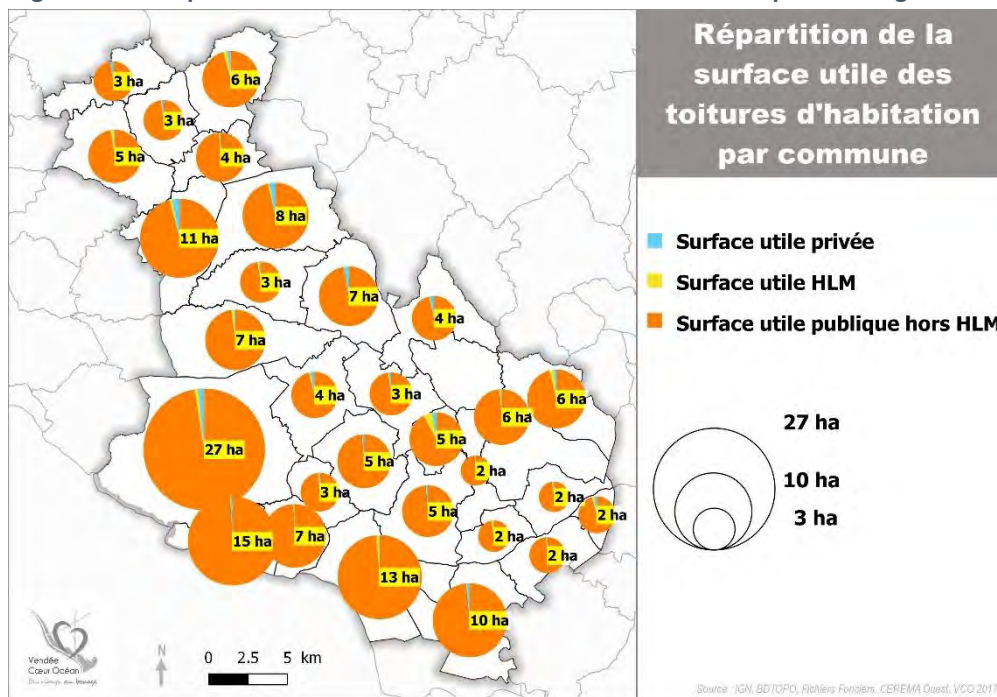 Répartition de la
surface utile des
toitures d'habitation
par commune
Surface utile privée
Surface utile HLM
Surface utile publique hors HLM
27 ha
10 ha
3 ha
3 ha
6 ha
3 ha
5 ha
4 ha
8 ha
11 ha
3 ha
7 ha
4 ha
7 ha
4 ha
3 ha
6 ha
6 ha
27 ha
5 ha
5 ha
2 ha
3 ha
5 ha
2 ha
2 ha
15 ha
7 ha
2 ha
2 ha
13 ha
10 ha
Vendée
Cœur Océan
N
0 2.5 5 km
Source : IGN, BDTOPO, Fichiers Fonciers, CEREMA Ouest, VCO 2017